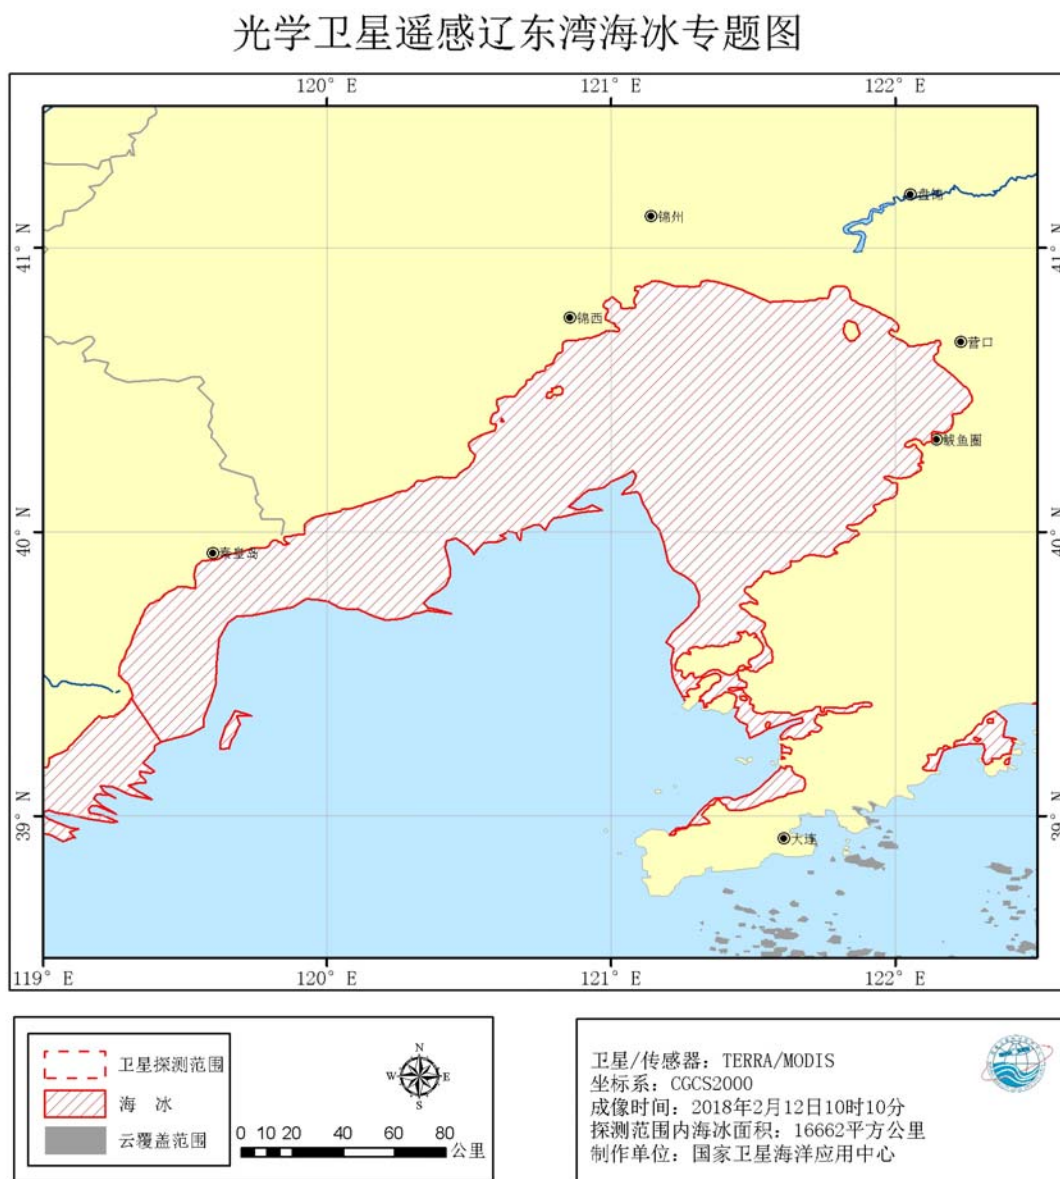 光学卫星遥感辽东湾海冰专题图
120° E 121° E 122° E
盘锦
锦州
41° N 41° N
锦西
营口
鲅鱼圈
40° N 40° N
秦皇岛
39° N 39° N
大连
119° E 120° E 121° E 122° E
卫星探测范围
海 冰
云覆盖范围
N
W E
S
0 10 20 40 60 80 公里
卫星/传感器：TERRA/MODIS
坐标系：CGCS2000
成像时间：2018年2月12日10时10分
探测范围内海冰面积：16662平方公里
制作单位：国家卫星海洋应用中心